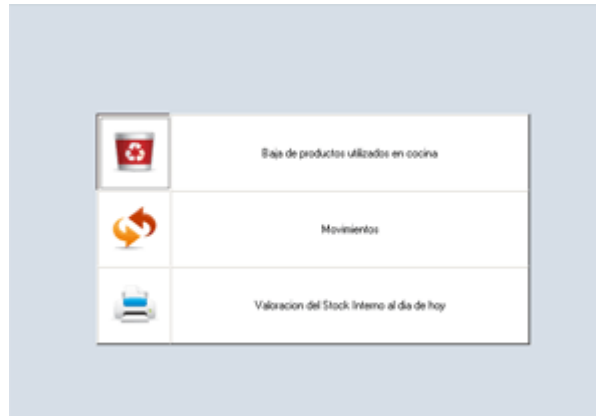 Baja de productos utilizados en cocina
Movimientos
Valoracion del Stock Interno al dia de hoy